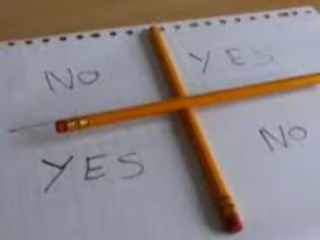 NO YES
YES NO